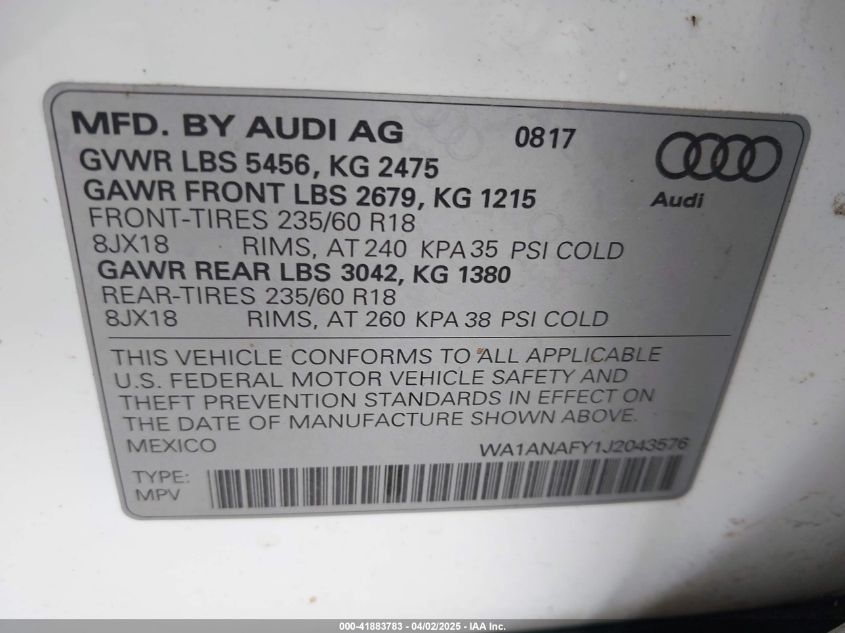 MFD. BY AUDI AG 0817
GVWR LBS 5456, KG 2475
GAWR FRONT LBS 2679, KG 1215
Audi
FRONT-TIRES 235/60 R18
8JX18 RIMS, AT 240 KPA 35 PSI COLD
GAWR REAR LBS 3042, KG 1380
REAR-TIRES 235/60 R18
8JX18 RIMS, AT 260 KPA 38 PSI COLD
THIS VEHICLE CONFORMS TO ALL APPLICABLE
U.S. FEDERAL MOTOR VEHICLE SAFETY AND
THEFT PREVENTION STANDARDS IN EFFECT ON
THE DATE OF MANUFACTURE SHOWN ABOVE.
MEXICO WA1ANAFY1J2043576
TYPE:
MPV
000-41883783 - 04/02/2025 - IAA Inc.